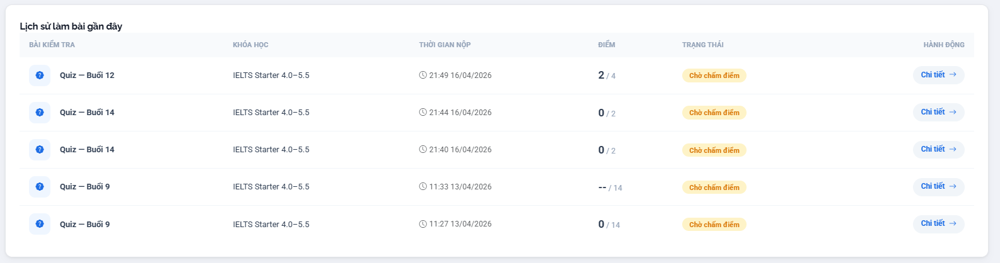 Lịch sử làm bài gần đây
BÀI KIỂM TRA KHÓA HỌC THỜI GIAN NỘP ĐIỂM TRẠNG THÁI HÀNH ĐỘNG
Quiz — Buổi 12 IELTS Starter 4.0–5.5 21:49 16/04/2026 2 / 4 Chờ chấm điểm Chi tiết →
Quiz — Buổi 14 IELTS Starter 4.0–5.5 21:44 16/04/2026 0 / 2 Chờ chấm điểm Chi tiết →
Quiz — Buổi 14 IELTS Starter 4.0–5.5 21:40 16/04/2026 0 / 2 Chờ chấm điểm Chi tiết →
Quiz — Buổi 9 IELTS Starter 4.0–5.5 11:33 13/04/2026 -- / 14 Chờ chấm điểm Chi tiết →
Quiz — Buổi 9 IELTS Starter 4.0–5.5 11:27 13/04/2026 0 / 14 Chờ chấm điểm Chi tiết →